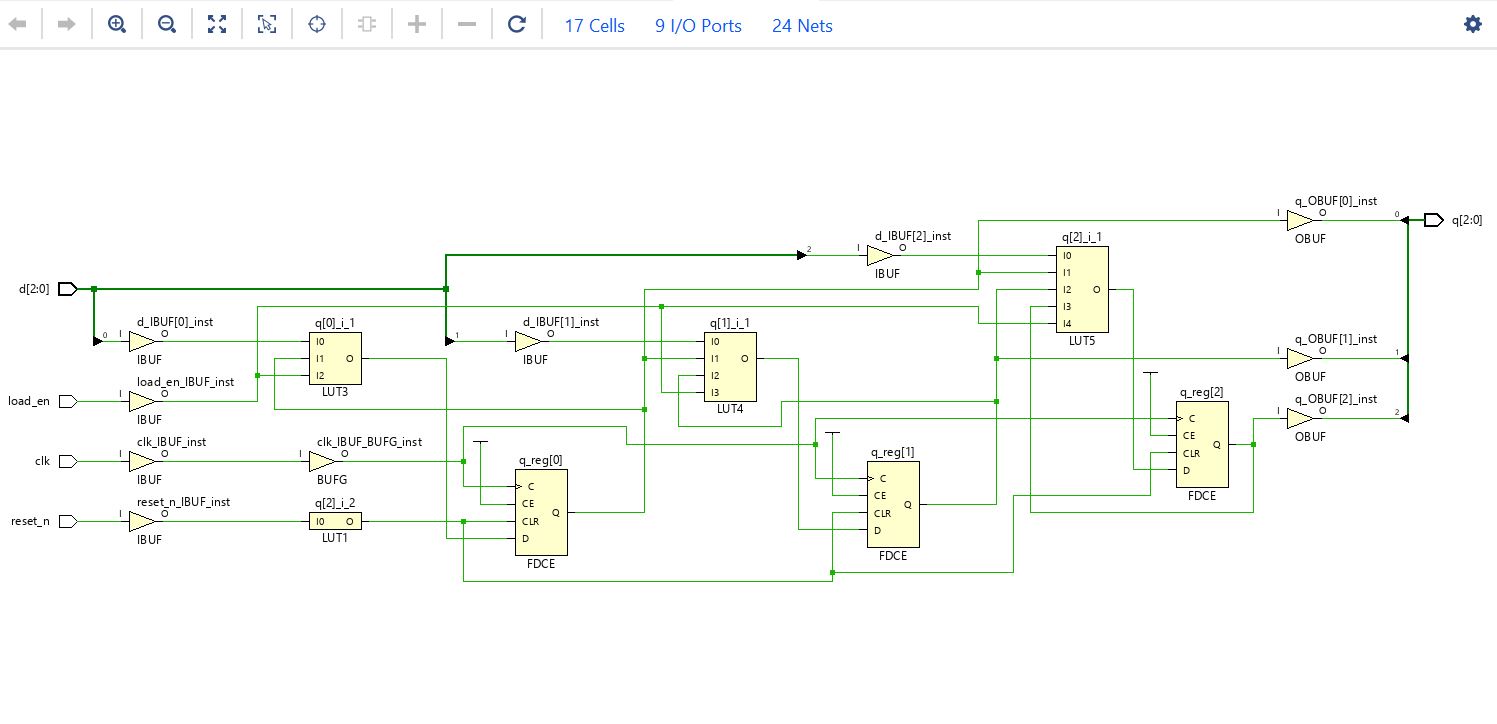 17 Cells 9 I/O Ports 24 Nets
q_OBUF[0]_inst
I O 0
q[2:0]
OBUF
d_IBUF[2]_inst
2 I O
IBUF
q[2]_i_1
I0
I1
I2 O
I3
I4
LUT5
d[2:0]
d_IBUF[0]_inst
0 I O
IBUF
q[0]_i_1
I0
I1 O
I2
LUT3
d_IBUF[1]_inst
1 I O
IBUF
q[1]_i_1
I0
I1 O
I2
I3
LUT4
q_OBUF[1]_inst
I O 1
OBUF
load_en
load_en_IBUF_inst
I O
IBUF
q_reg[2]
C
CE
CLR Q
D
FDCE
q_OBUF[2]_inst
I O 2
OBUF
clk
clk_IBUF_inst
I O
IBUF
clk_IBUF_BUFG_inst
I O
BUFG
q_reg[0]
C
CE
CLR Q
D
FDCE
q_reg[1]
C
CE
CLR Q
D
FDCE
reset_n
reset_n_IBUF_inst
I O
IBUF
q[2]_i_2
I0 O
LUT1